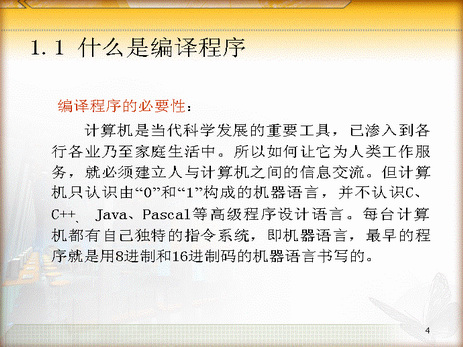 1.1 什么是编译程序
编译程序的必要性：
计算机是当代科学发展的重要工具，已渗入到各
行各业乃至家庭生活中。所以如何让它为人类工作服
务，就必须建立人与计算机之间的信息交流。但计算
机只认识由“0”和“1”构成的机器语言，并不认识C、
C++、Java、Pascal等高级程序设计语言。每台计算
机都有自己独特的指令系统，即机器语言，最早的程
序就是用8进制和16进制码的机器语言书写的。
4